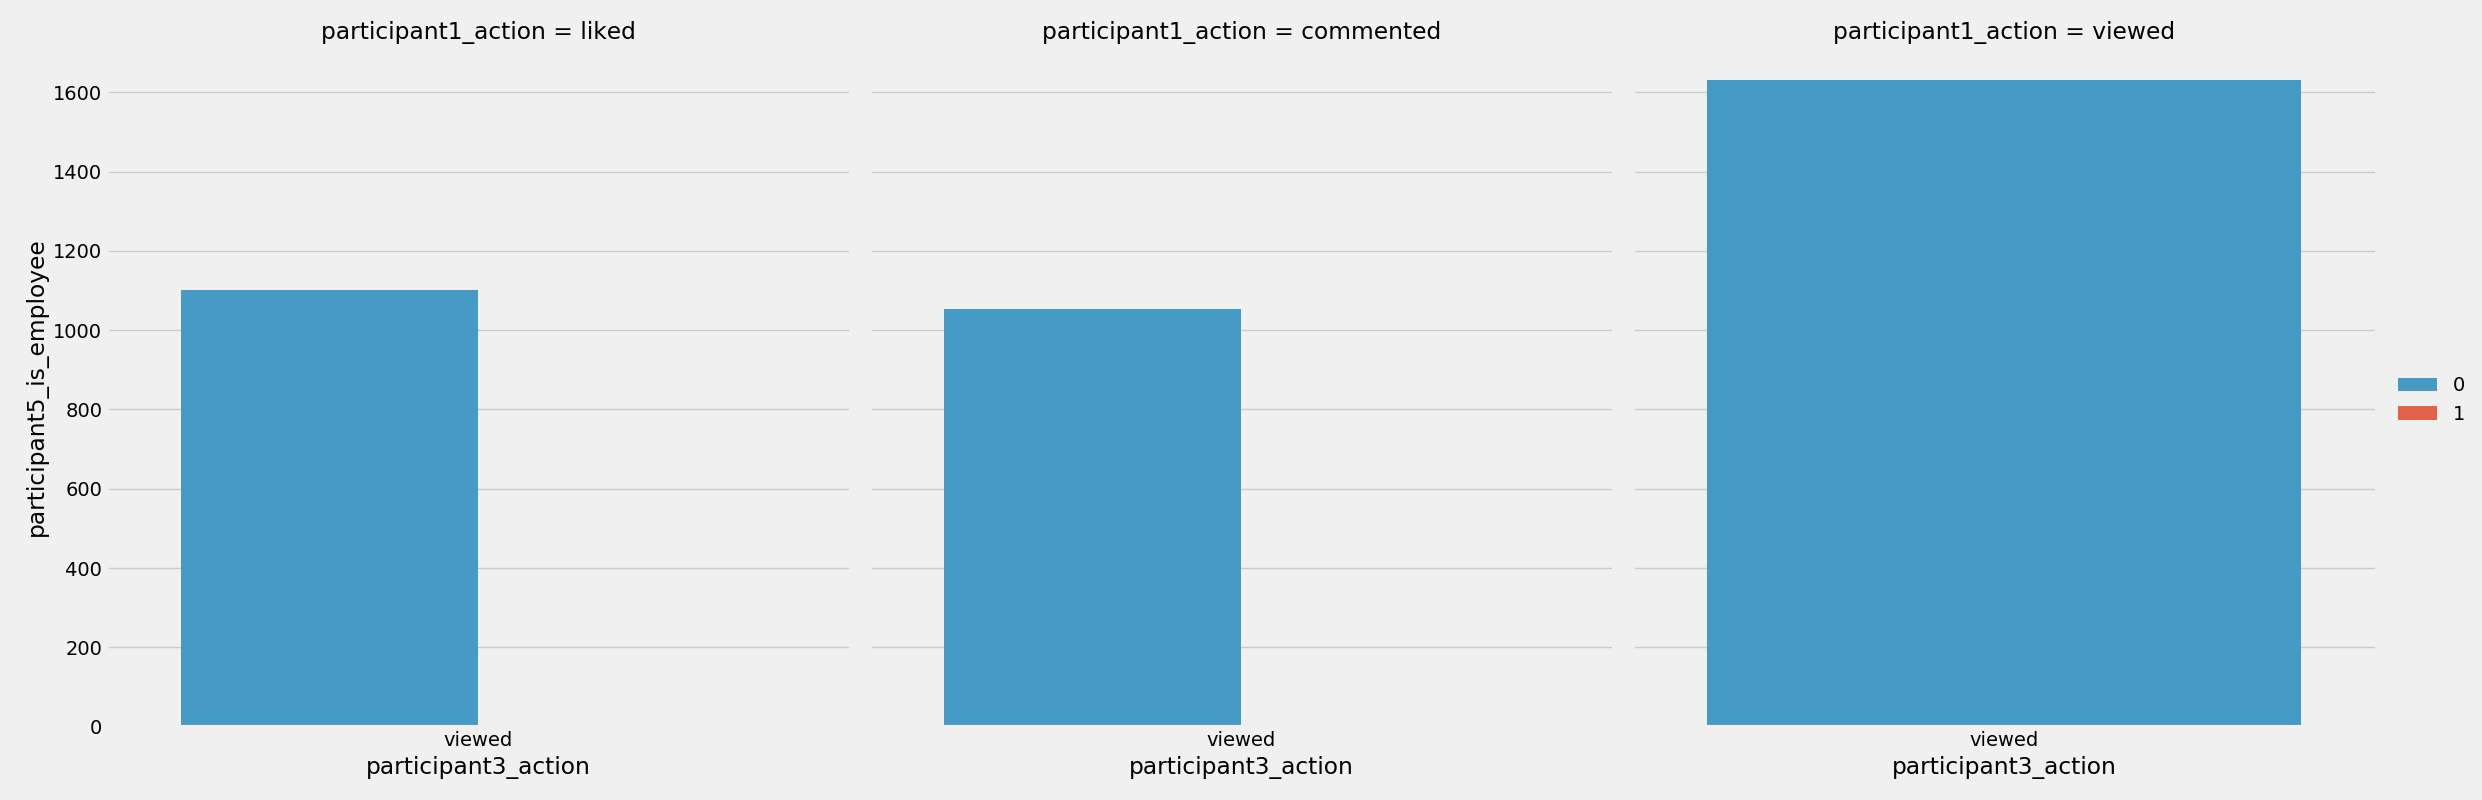 participant1_action = liked
participant1_action = commented
participant1_action = viewed
participant5_is_employee
1600
1400
1200
1000
800
600
400
200
0
viewed
viewed
viewed
participant3_action
participant3_action
participant3_action
0
1